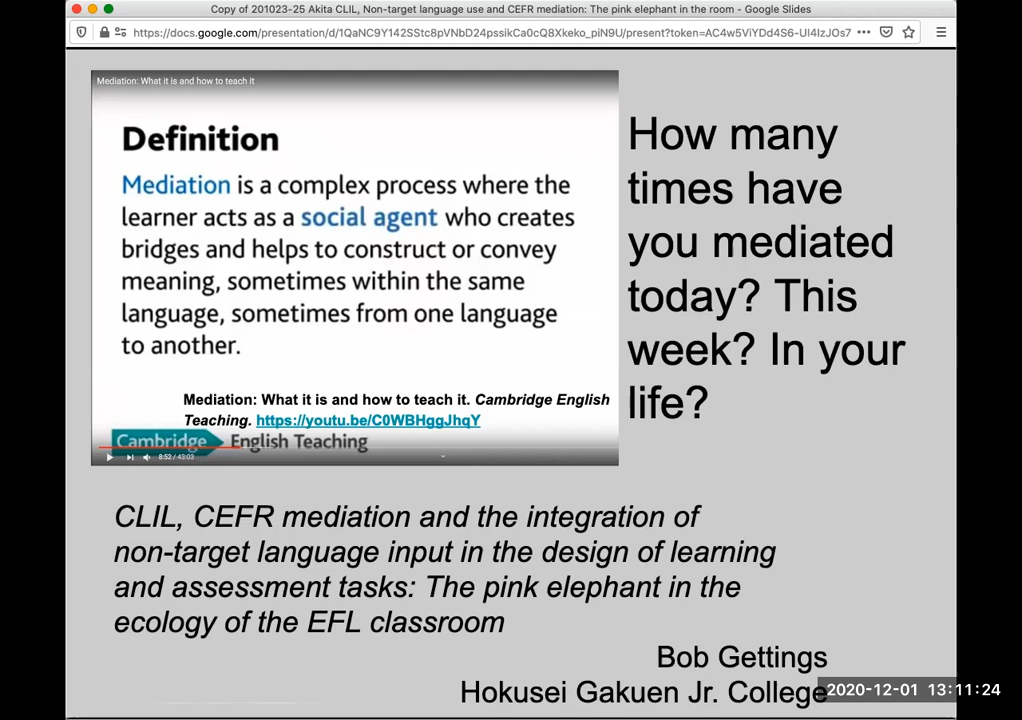 Copy of 201023-25 Akita CLIL, Non-target language use and CEFR mediation: The pink elephant in the room - Google Slides
https://docs.google.com/presentation/d/1QaNC9Y142SStc8pVNbD24pssikCa0cQ8Xkeko_piN9U/present?token=AC4w5ViYDd4S6-UI4IzJOs7
Mediation: What it is and how to teach it
Definition
Mediation is a complex process where the
learner acts as a social agent who creates
bridges and helps to construct or convey
meaning, sometimes within the same
language, sometimes from one language
to another.
Mediation: What it is and how to teach it. Cambridge English
Teaching. https://youtu.be/C0WBHggJhqY
Cambridge English Teaching
8:52 / 43:03
How many
times have
you mediated
today? This
week? In your
life?
CLIL, CEFR mediation and the integration of
non-target language input in the design of learning
and assessment tasks: The pink elephant in the
ecology of the EFL classroom
Bob Gettings
Hokusei Gakuen Jr. College
2020-12-01 13:11:24